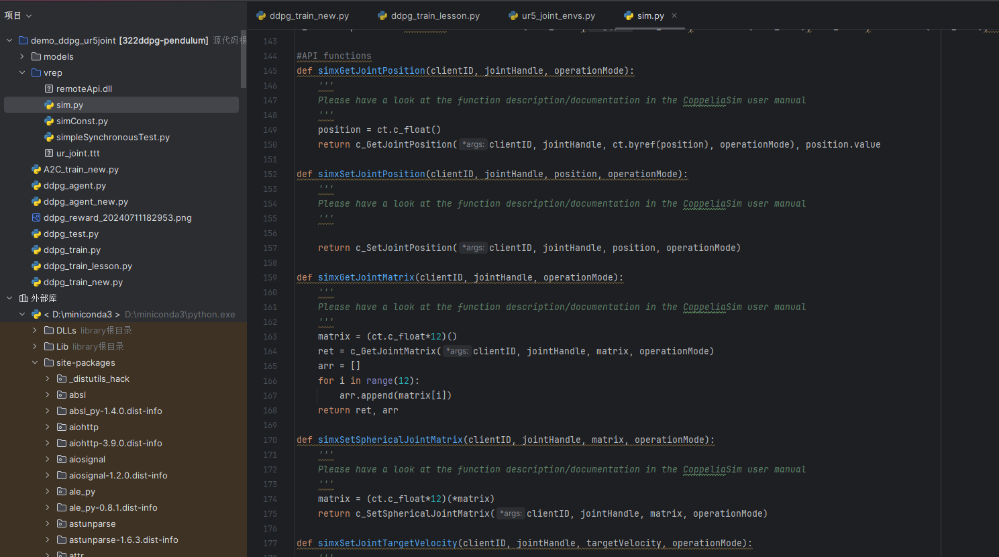 项目
ddpg_train_new.py
ddpg_train_lesson.py
ur5_joint_envs.py
sim.py
demo_ddpg_ur5joint [322ddpg-pendulum] 源代码根
models
vrep
remoteApi.dll
sim.py
simConst.py
simpleSynchronousTest.py
ur_joint.ttt
A2C_train_new.py
ddpg_agent.py
ddpg_agent_new.py
ddpg_reward_20240711182953.png
ddpg_test.py
ddpg_train.py
ddpg_train_lesson.py
ddpg_train_new.py
外部库
< D:\miniconda3 > D:\miniconda3\python.exe
DLLs library根目录
Lib library根目录
site-packages
_distutils_hack
absl
absl_py-1.4.0.dist-info
aiohttp
aiohttp-3.9.0.dist-info
aiosignal
aiosignal-1.2.0.dist-info
ale_py
ale_py-0.8.1.dist-info
astunparse
astunparse-1.6.3.dist-info
attr
143
144 #API functions
145 def simxGetJointPosition(clientID, jointHandle, operationMode):
146 '''
147 Please have a look at the function description/documentation in the CoppeliaSim user manual
148 '''
149 position = ct.c_float()
150 return c_GetJointPosition( *args: clientID, jointHandle, ct.byref(position), operationMode), position.value
151
152 def simxSetJointPosition(clientID, jointHandle, position, operationMode):
153 '''
154 Please have a look at the function description/documentation in the CoppeliaSim user manual
155 '''
156
157 return c_SetJointPosition( *args: clientID, jointHandle, position, operationMode)
158
159 def simxGetJointMatrix(clientID, jointHandle, operationMode):
160 '''
161 Please have a look at the function description/documentation in the CoppeliaSim user manual
162 '''
163 matrix = (ct.c_float*12)()
164 ret = c_GetJointMatrix( *args: clientID, jointHandle, matrix, operationMode)
165 arr = []
166 for i in range(12):
167 arr.append(matrix[i])
168 return ret, arr
169
170 def simxSetSphericalJointMatrix(clientID, jointHandle, matrix, operationMode):
171 '''
172 Please have a look at the function description/documentation in the CoppeliaSim user manual
173 '''
174 matrix = (ct.c_float*12)(*matrix)
175 return c_SetSphericalJointMatrix( *args: clientID, jointHandle, matrix, operationMode)
176
177 def simxSetJointTargetVelocity(clientID, jointHandle, targetVelocity, operationMode):